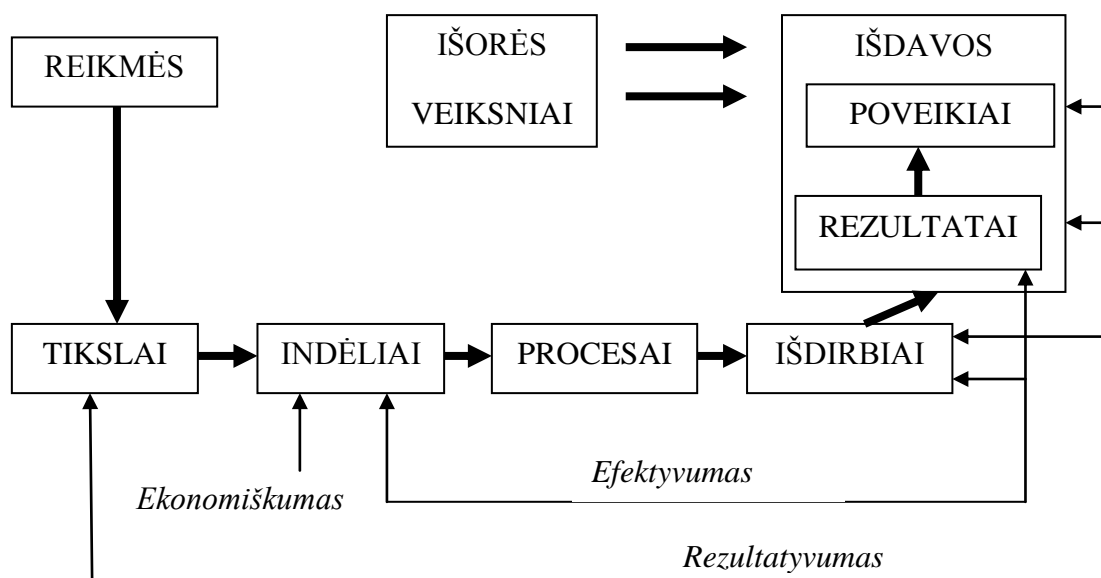 REIKMĖS
IŠORĖS
VEIKSNIAI
IŠDAVOS
POVEIKIAI
REZULTATAI
TIKSLAI
INDĖLIAI
PROCESAI
IŠDIRBIAI
Ekonomiškumas
Efektyvumas
Rezultatyvumas